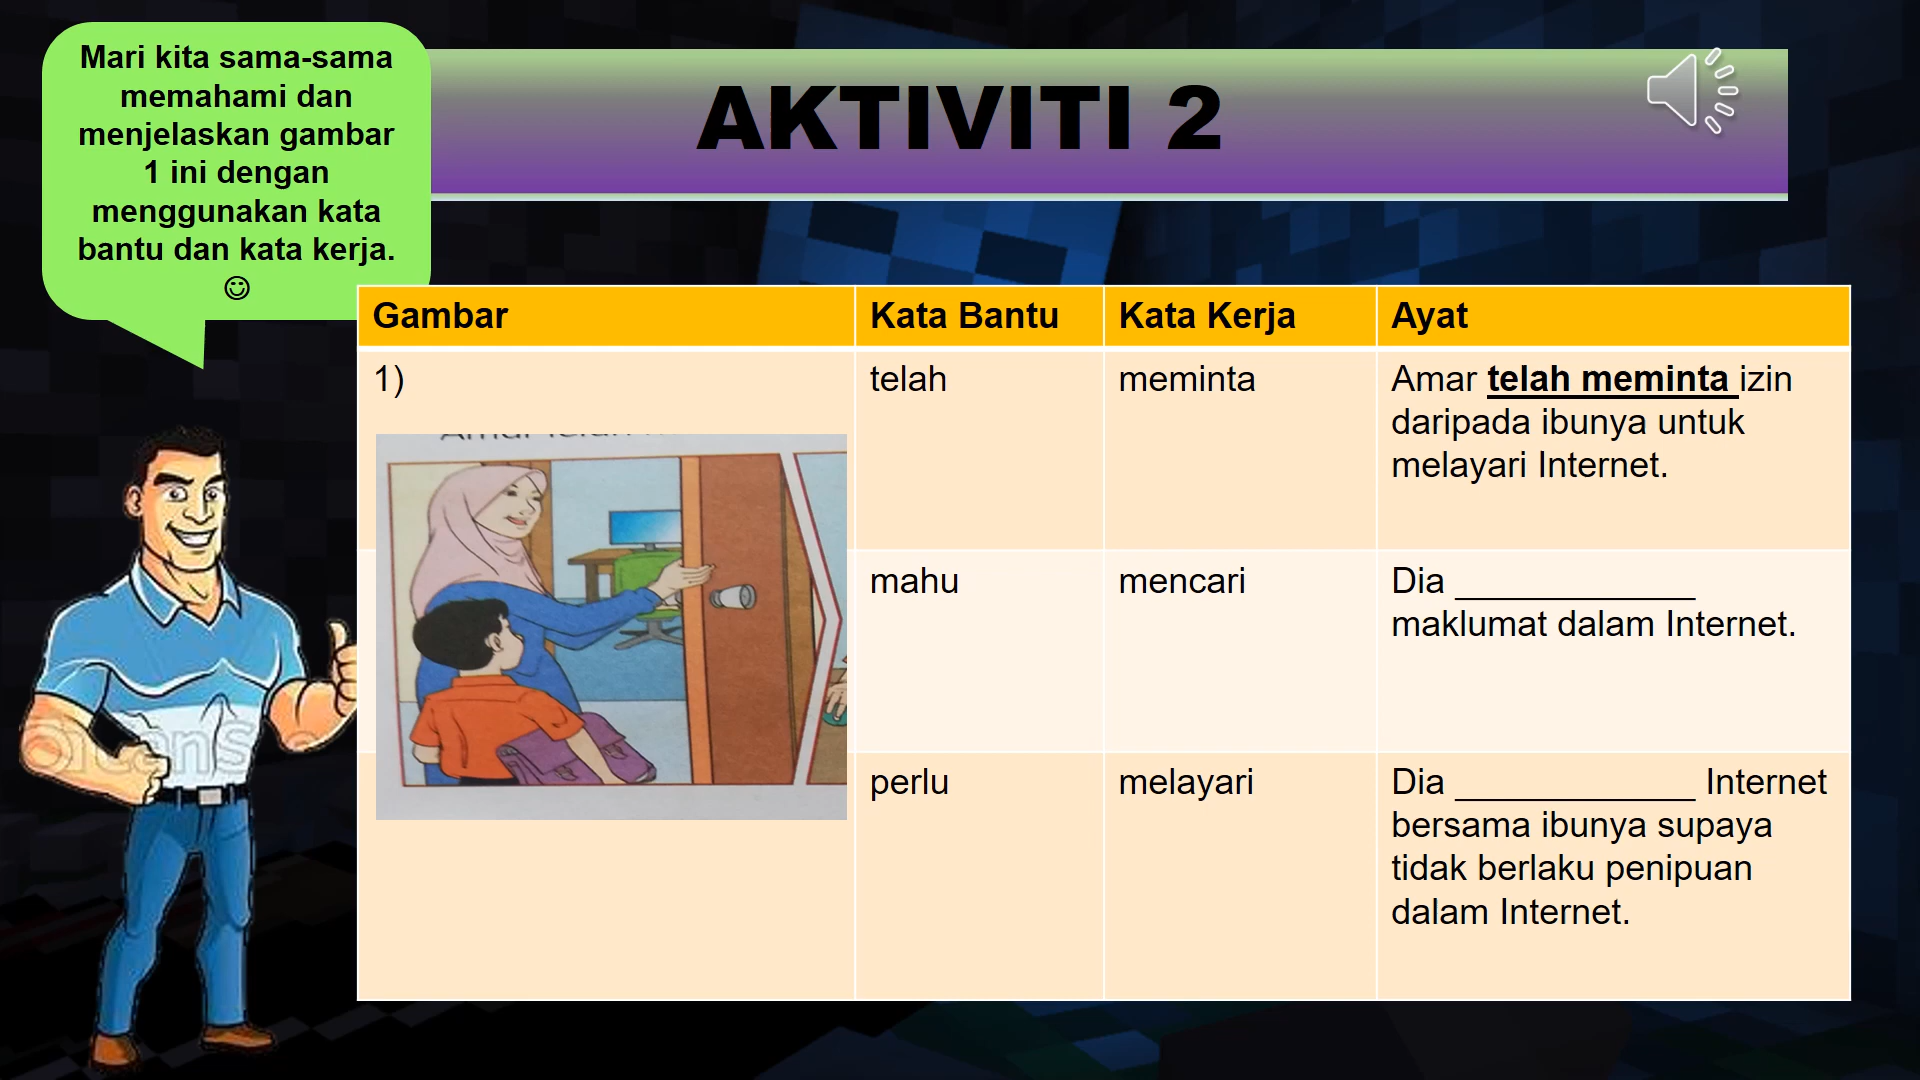 Mari kita sama-sama
memahami dan
menjelaskan gambar
1 ini dengan
menggunakan kata
bantu dan kata kerja.
☺
AKTIVITI 2
Gambar
Kata Bantu
Kata Kerja
Ayat
1)
telah
meminta
Amar telah meminta izin
daripada ibunya untuk
melayari Internet.
mahu
mencari
Dia ____________
maklumat dalam Internet.
perlu
melayari
Dia ____________ Internet
bersama ibunya supaya
tidak berlaku penipuan
dalam Internet.